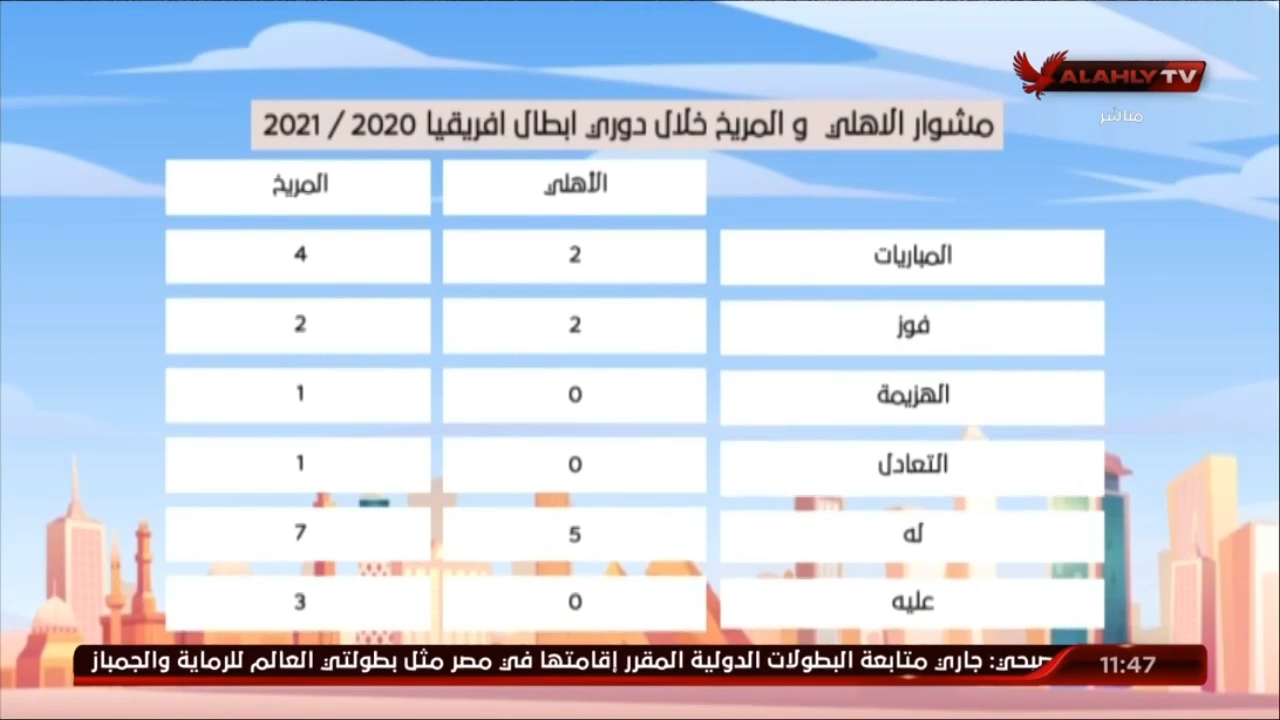 ALAHLY TV
مباشر
مشوار الاهلي و المريخ خلال دوري ابطال افريقيا 2020 / 2021
الأهلي المريخ
المباريات 2 4
فوز 2 2
الهزيمة 0 1
التعادل 0 1
له 5 7
عليه 0 3
صبحي: جاري متابعة البطولات الدولية المقرر إقامتها في مصر مثل بطولتي العالم للرماية والجمباز
11:47